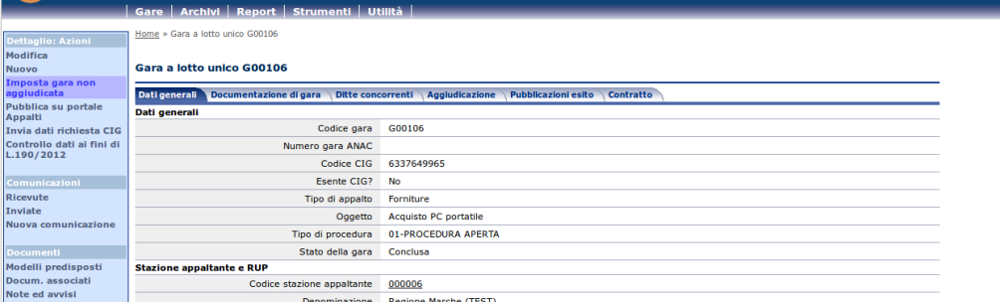 Gare Archivi Report Strumenti Utilità
Home » Gara a lotto unico G00106
Dettaglio: Azioni
Modifica
Nuovo
Imposta gara non
aggiudicata
Pubblica su portale
Appalti
Invia dati richiesta CIG
Controllo dati ai fini di
L.190/2012
Comunicazioni
Ricevute
Inviate
Nuova comunicazione
Documenti
Modelli predisposti
Docum. associati
Note ed avvisi
Gara a lotto unico G00106
Dati generali Documentazione di gara Ditte concorrenti Aggiudicazione Pubblicazioni esito Contratto
Dati generali
Codice gara G00106
Numero gara ANAC
Codice CIG 6337649965
Esente CIG? No
Tipo di appalto Forniture
Oggetto Acquisto PC portatile
Tipo di procedura 01-PROCEDURA APERTA
Stato della gara Conclusa
Stazione appaltante e RUP
Codice stazione appaltante 000006
Denominazione Regione Marche (TEST)